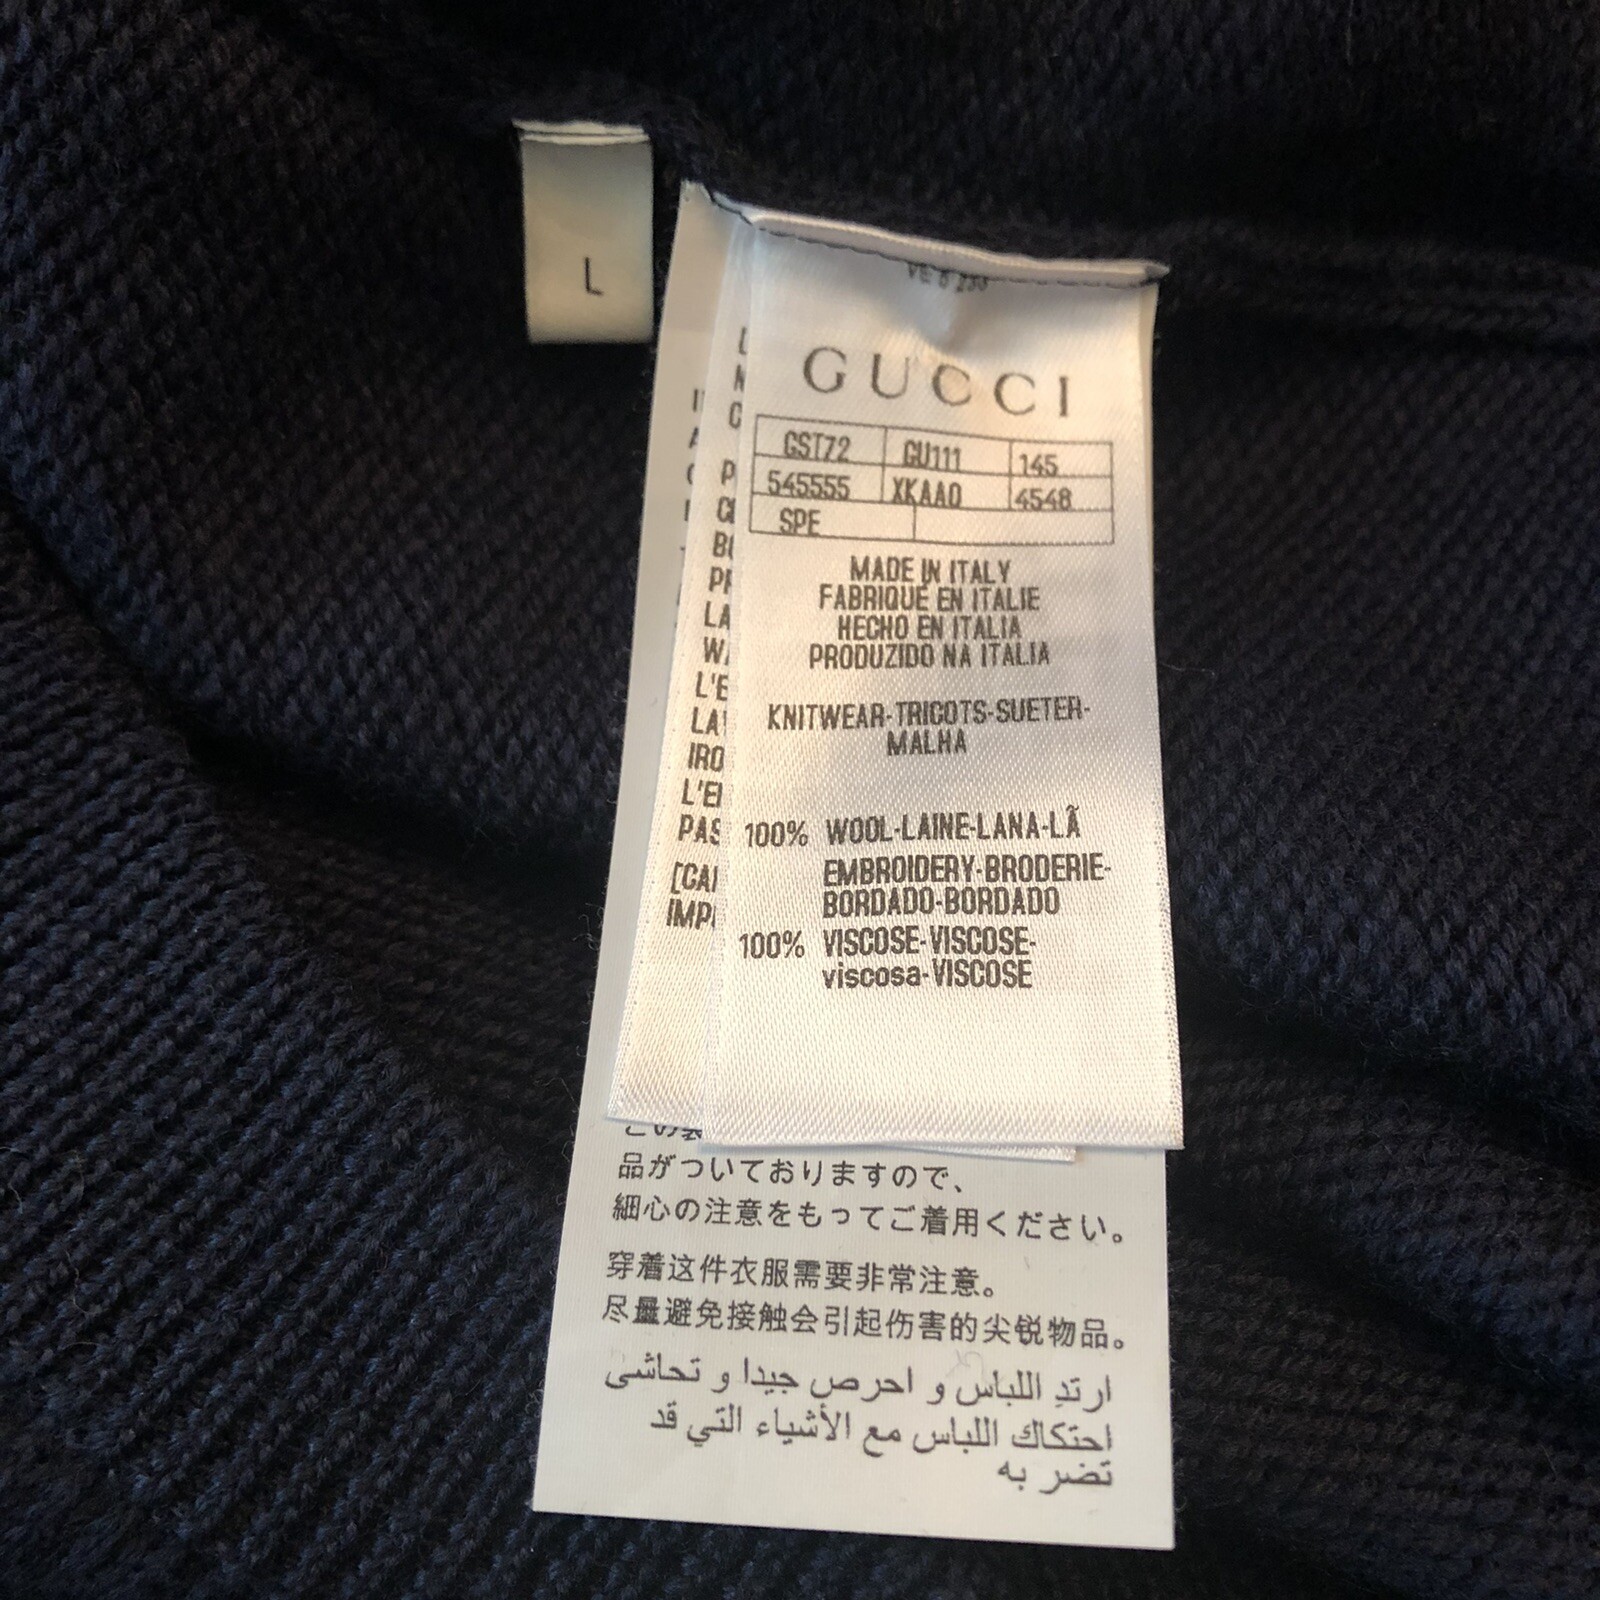 L
GUCCI
GST72 GU111 145
545555 XKAAO 4548
SPE
MADE IN ITALY
FABRIQUÉ EN ITALIE
HECHO EN ITALIA
PRODUZIDO NA ITALIA
KNITWEAR-TRICOTS-SUETER-
MALHA
100% WOOL-LAINE-LANA-LÃ
EMBROIDERY-BRODERIE-
BORDADO-BORDADO
100% VISCOSE-VISCOSE-
viscosa-VISCOSE
品がついておりますので、
細心の注意をもってご着用ください。
穿着这件衣服需要非常注意。
尽量避免接触会引起伤害的尖锐物品。
ارتدِ اللباس و احرص جيدا و تحاشى
احتكاك اللباس مع الأشياء التي قد
تضر به